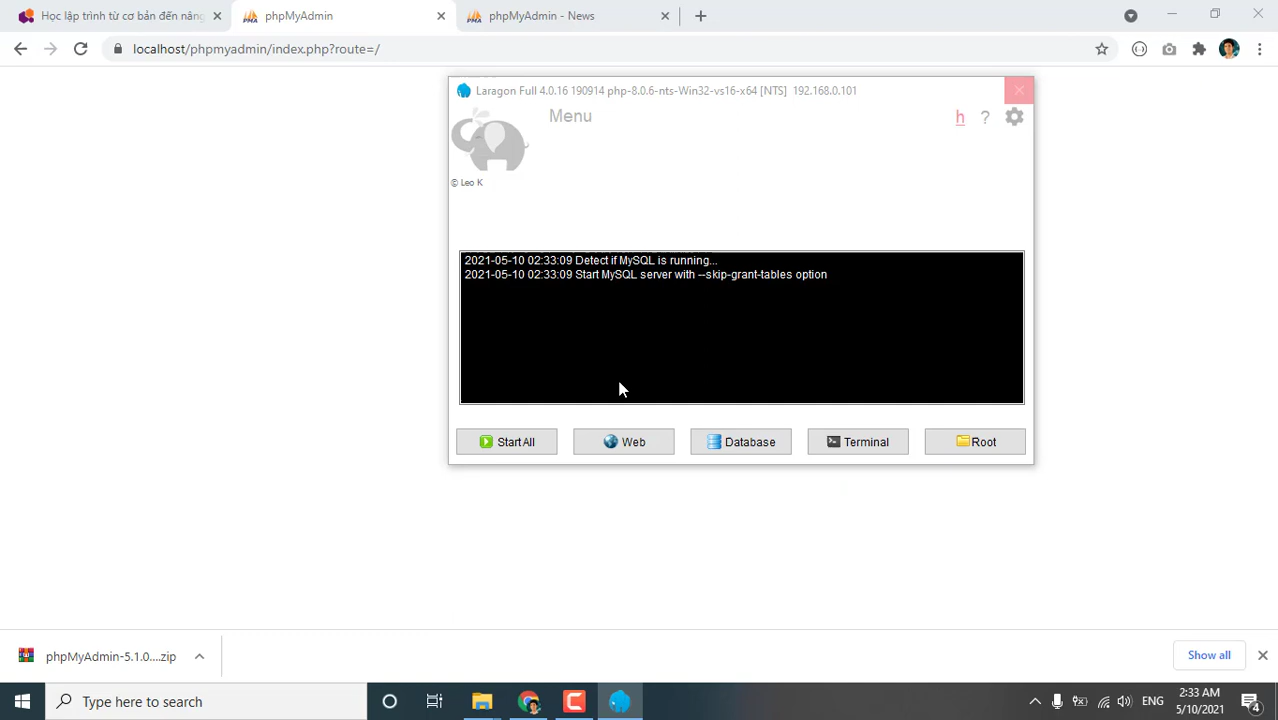 Học lập trình từ cơ bản đến nâng
phpMyAdmin
phpMyAdmin - News
localhost/phpmyadmin/index.php?route=/
Laragon Full 4.0.16 190914 php-8.0.6-nts-Win32-vs16-x64 [NTS] 192.168.0.101
Menu
h ?
© Leo K
2021-05-10 02:33:09 Detect if MySQL is running...
2021-05-10 02:33:09 Start MySQL server with --skip-grant-tables option
Start All
Web
Database
Terminal
Root
phpMyAdmin-5.1.0....zip
Show all
Type here to search
ENG
2:33 AM
5/10/2021
4